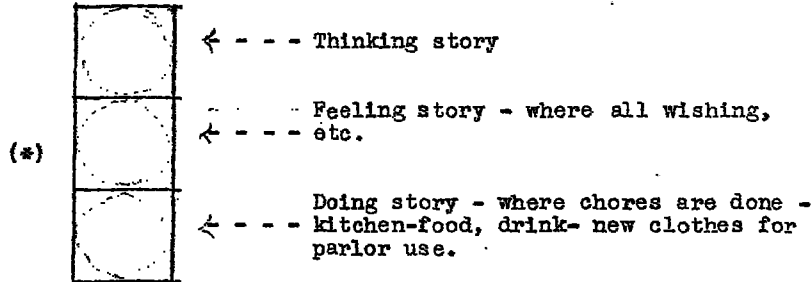 Thinking story
Feeling story - where all wishing,
(*)
etc.
Doing story - where chores are done -
kitchen-food, drink- new clothes for
parlor use.